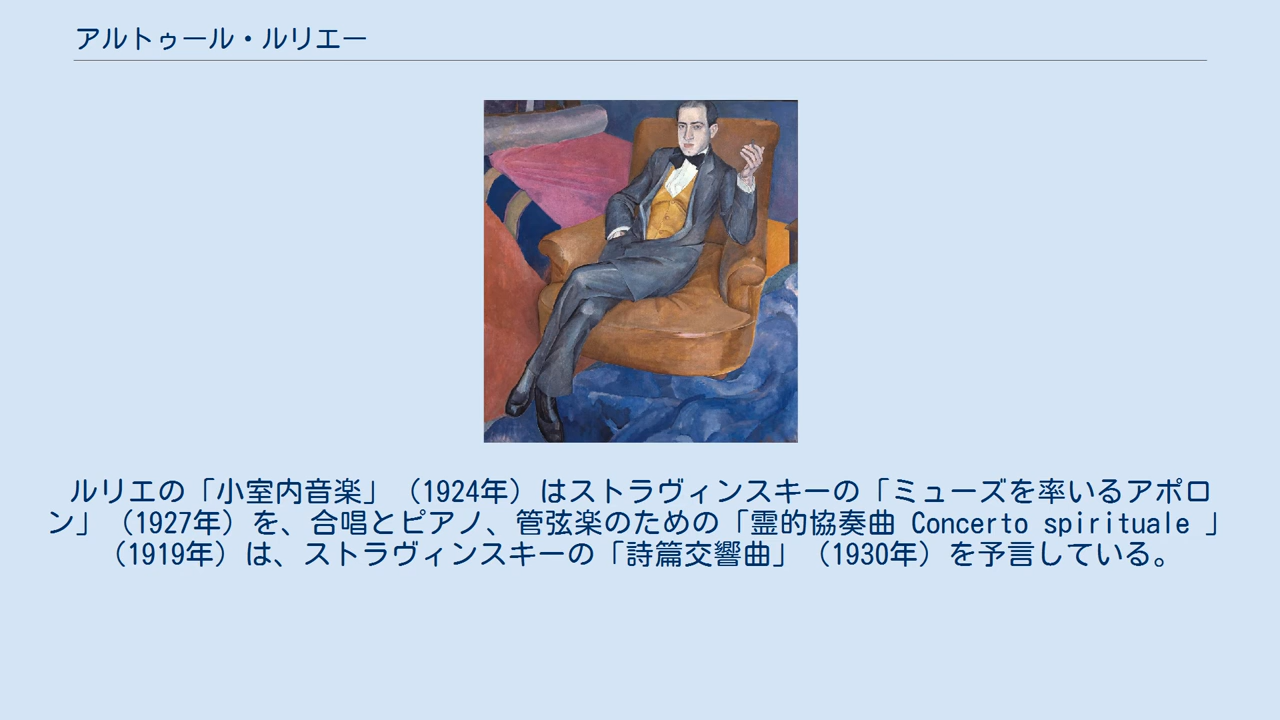 アルトゥール・ルリエー
ルリエの「小室内音楽」（1924年）はストラヴィンスキーの「ミューズを率いるアポロ
ン」（1927年）を、合唱とピアノ、管弦楽のための「霊的協奏曲 Concerto spirituale 」
（1919年）は、ストラヴィンスキーの「詩篇交響曲」（1930年）を予言している。